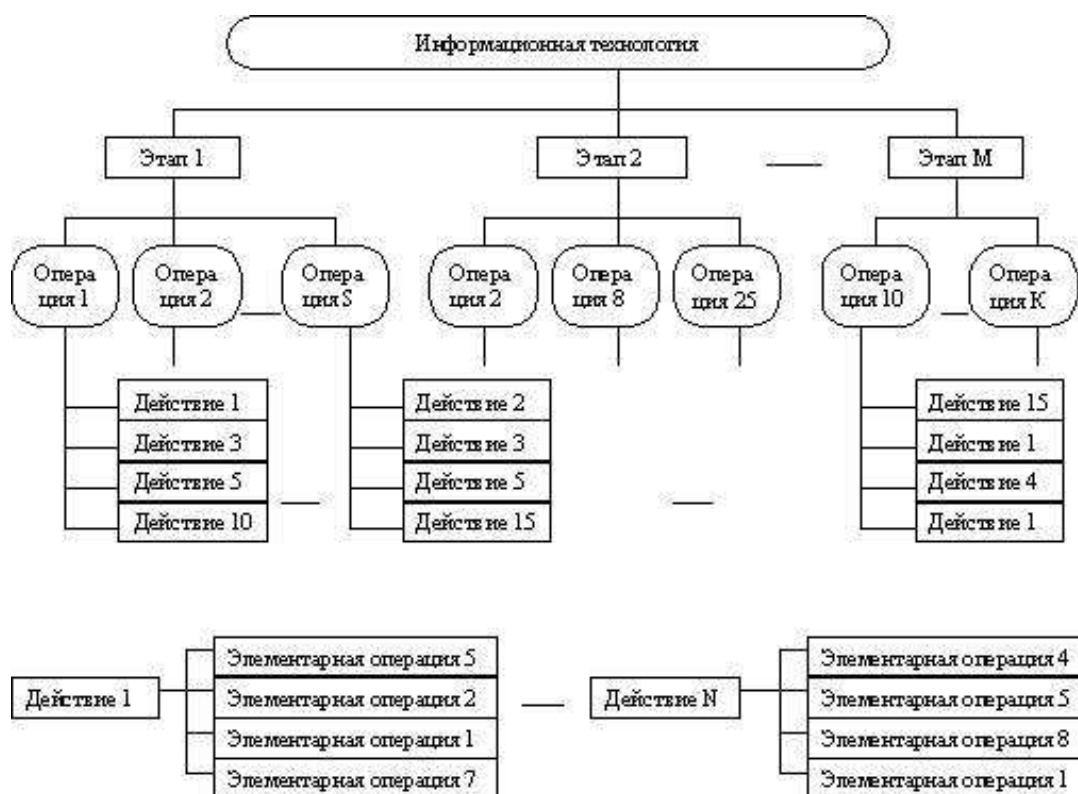 Информационная технология
Этап 1
Этап 2
Этап М
Опера
ция 1
Опера
ция 2
Опера
ция S
Опера
ция 2
Опера
ция 8
Опера
ция 25
Опера
ция 10
Опера
ция К
Действие 1
Действие 3
Действие 5
Действие 10
Действие 2
Действие 3
Действие 5
Действие 15
Действие 15
Действие 1
Действие 4
Действие 1
Действие 1
Элементарная операция 5
Элементарная операция 2
Элементарная операция 1
Элементарная операция 7
Действие N
Элементарная операция 4
Элементарная операция 5
Элементарная операция 8
Элементарная операция 1